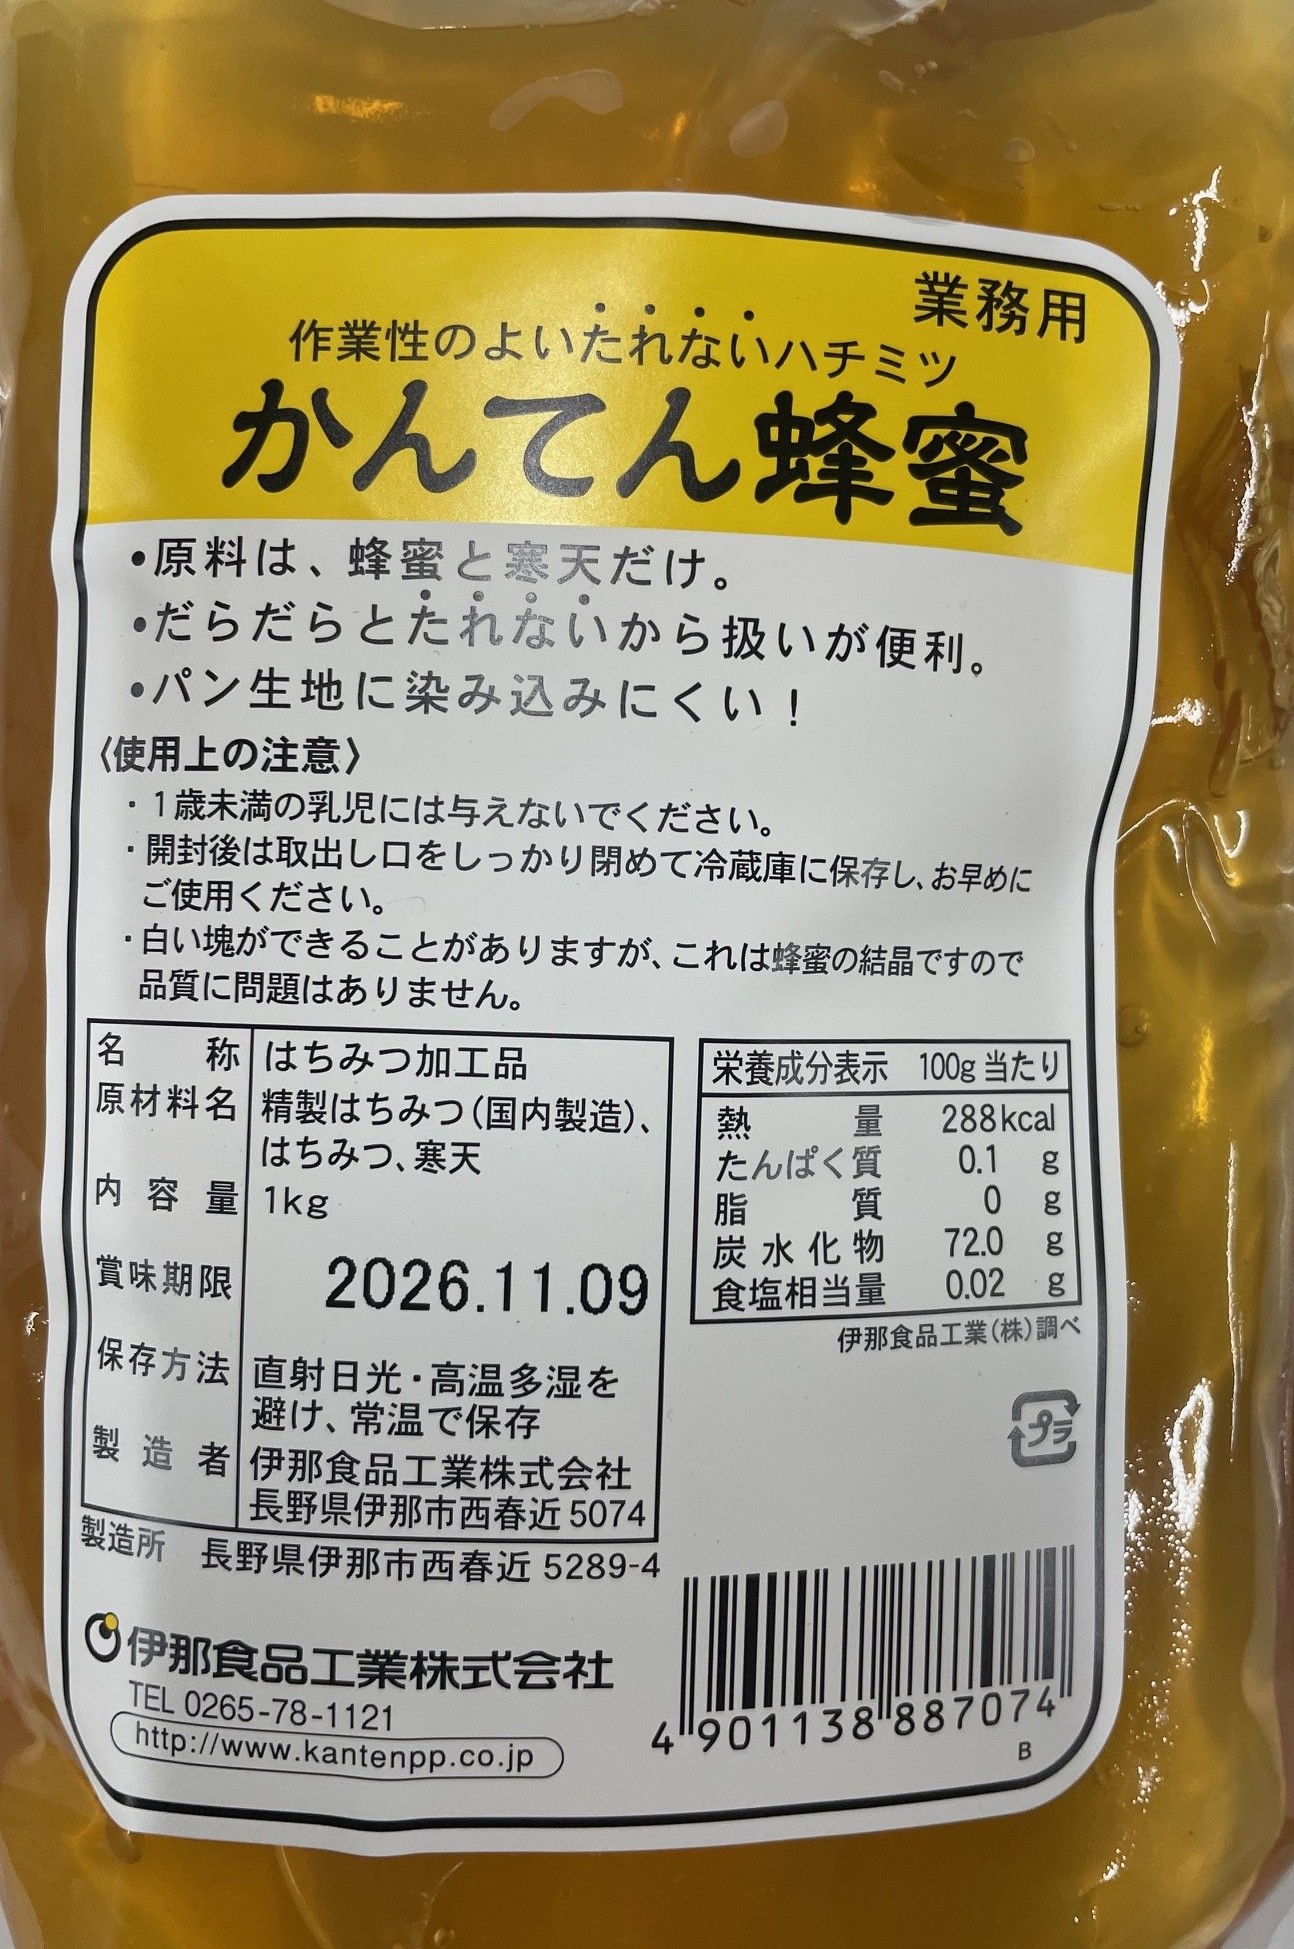 業務用
作業性のよいたれないハチミツ
かんてん蜂蜜
•原料は、蜂蜜と寒天だけ。
•だらだらとたれないから扱いが便利。
•パン生地に染み込みにくい!
〈使用上の注意〉
・1歳未満の乳児には与えないでください。
・開封後は取出し口をしっかり閉めて冷蔵庫に保存し、お早めに
ご使用ください。
・白い塊ができることがありますが、これは蜂蜜の結晶ですので
品質に問題はありません。
名称 はちみつ加工品
原材料名 精製はちみつ(国内製造)、
はちみつ、寒天
内容量 1kg
賞味期限 2026.11.09
保存方法 直射日光・高温多湿を
避け、常温で保存
製造者 伊那食品工業株式会社
長野県伊那市西春近5074
製造所 長野県伊那市西春近 5289-4
栄養成分表示 100g当たり
熱量 288kcal
たんぱく質 0.1 g
脂質 0 g
炭水化物 72.0 g
食塩相当量 0.02 g
伊那食品工業(株)調べ
プラ
伊那食品工業株式会社
TEL 0265-78-1121
http://www.kantenpp.co.jp
4901138887074
B